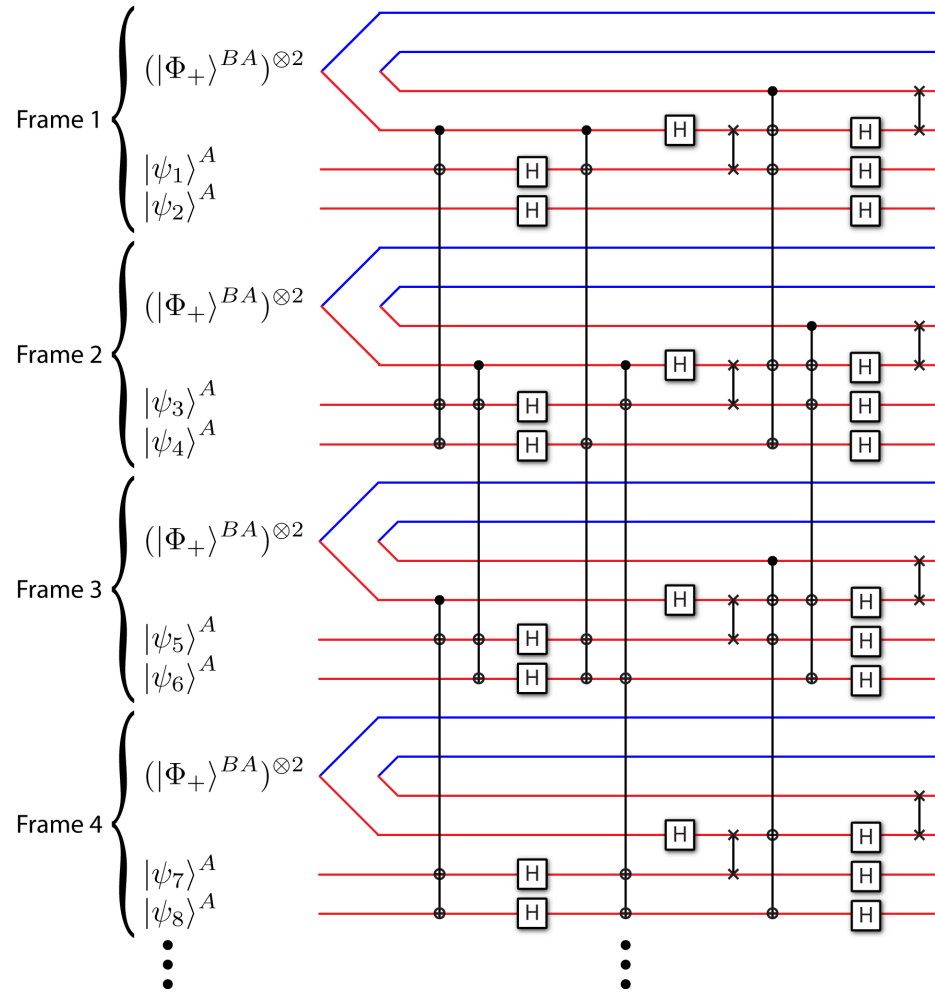 (|Φ₊⟩^{BA})^{⊗2}
Frame 1
|ψ₁⟩^A
|ψ₂⟩^A
H H H
H H
H H
(|Φ₊⟩^{BA})^{⊗2}
Frame 2
|ψ₃⟩^A
|ψ₄⟩^A
H H
H H
H H
(|Φ₊⟩^{BA})^{⊗2}
Frame 3
|ψ₅⟩^A
|ψ₆⟩^A
H H
H H
H H
(|Φ₊⟩^{BA})^{⊗2}
Frame 4
|ψ₇⟩^A
|ψ₈⟩^A
H H
H H
H H